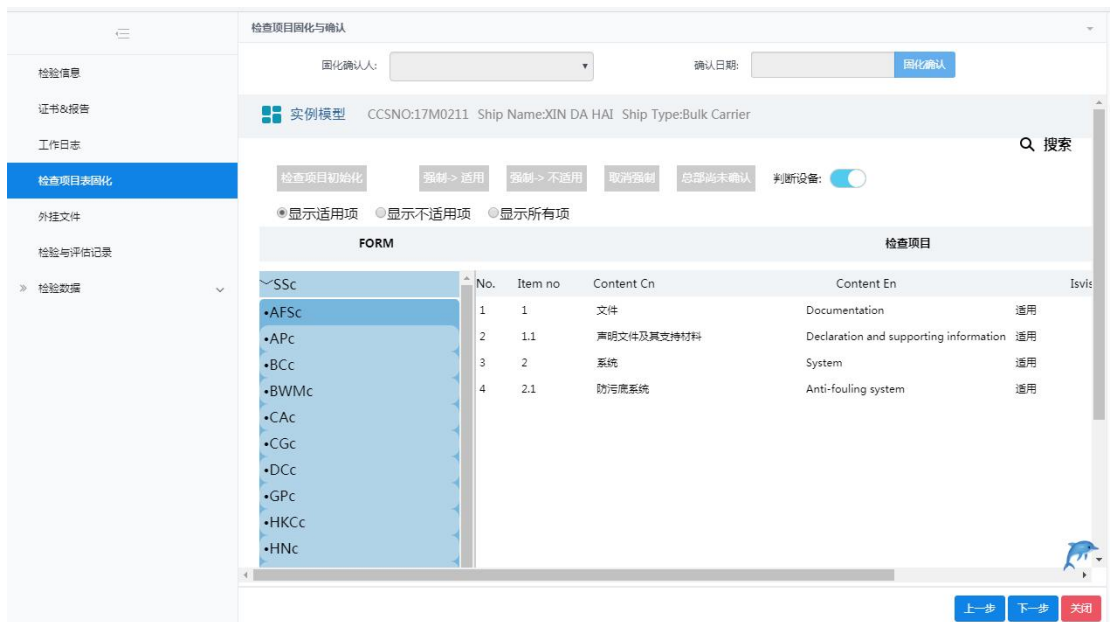 检查项目固化与确认
固化确认人: 确认日期: 固化确认
检验信息
证书&报告
工作日志
检查项目表固化
外挂文件
检验与评估记录
检验数据
实例模型 CCSNO:17M0211 Ship Name:XIN DA HAI Ship Type:Bulk Carrier
搜索
检查项目初始化 强制-> 适用 强制-> 不适用 取消强制 总部尚未确认 判断设备:
显示适用项 显示不适用项 显示所有项
FORM 检查项目
SSc
•AFSc
•APc
•BCc
•BWMc
•CAc
•CGc
•DCc
•GPc
•HKCc
•HNc
No. Item no Content Cn Content En Isvis
1 1 文件 Documentation 适用
2 1.1 声明文件及其支持材料 Declaration and supporting information 适用
3 2 系统 System 适用
4 2.1 防污底系统 Anti-fouling system 适用
上一步 下一步 关闭